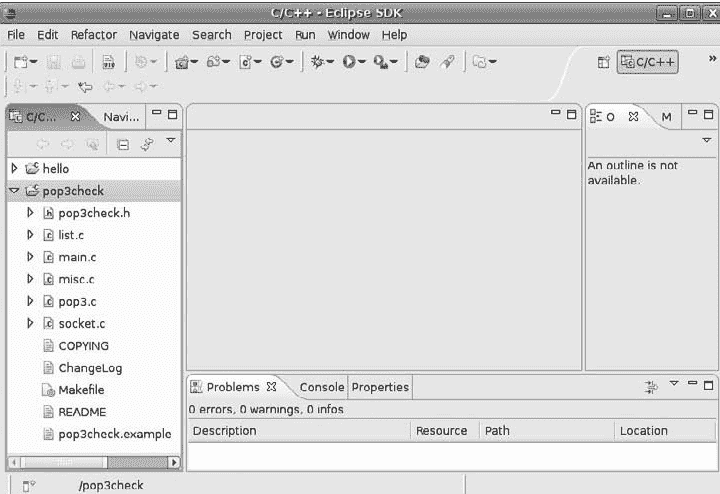 C/C++ - Eclipse SDK
File Edit Refactor Navigate Search Project Run Window Help
C/C++
C/C... Navi...
O M
hello
pop3check
pop3check.h
list.c
main.c
misc.c
pop3.c
socket.c
COPYING
ChangeLog
Makefile
README
pop3check.example
An outline is not
available.
Problems Console Properties
0 errors, 0 warnings, 0 infos
Description Resource Path Location
/pop3check